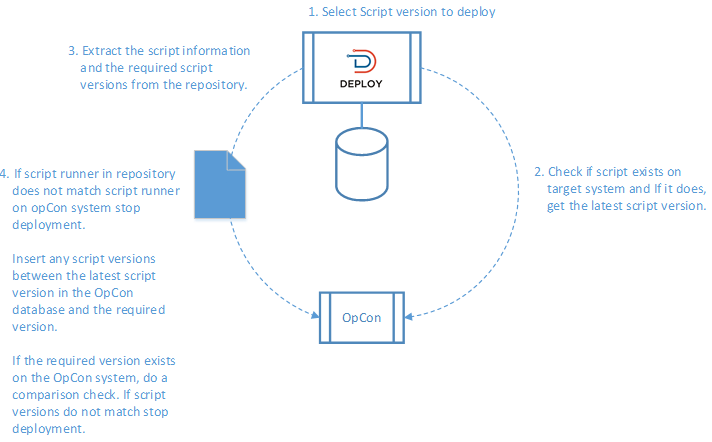 1. Select Script version to deploy
3. Extract the script information
and the required script
versions from the repository.
DEPLOY
4. If script runner in repository
does not match script runner
on opCon system stop
deployment.
Insert any script versions
between the latest script
version in the OpCon
database and the required
version.
If the required version exists
on the OpCon system, do a
comparison check. If script
versions do not match stop
deployment.
2. Check if script exists on
target system and If it does,
get the latest script version.
OpCon